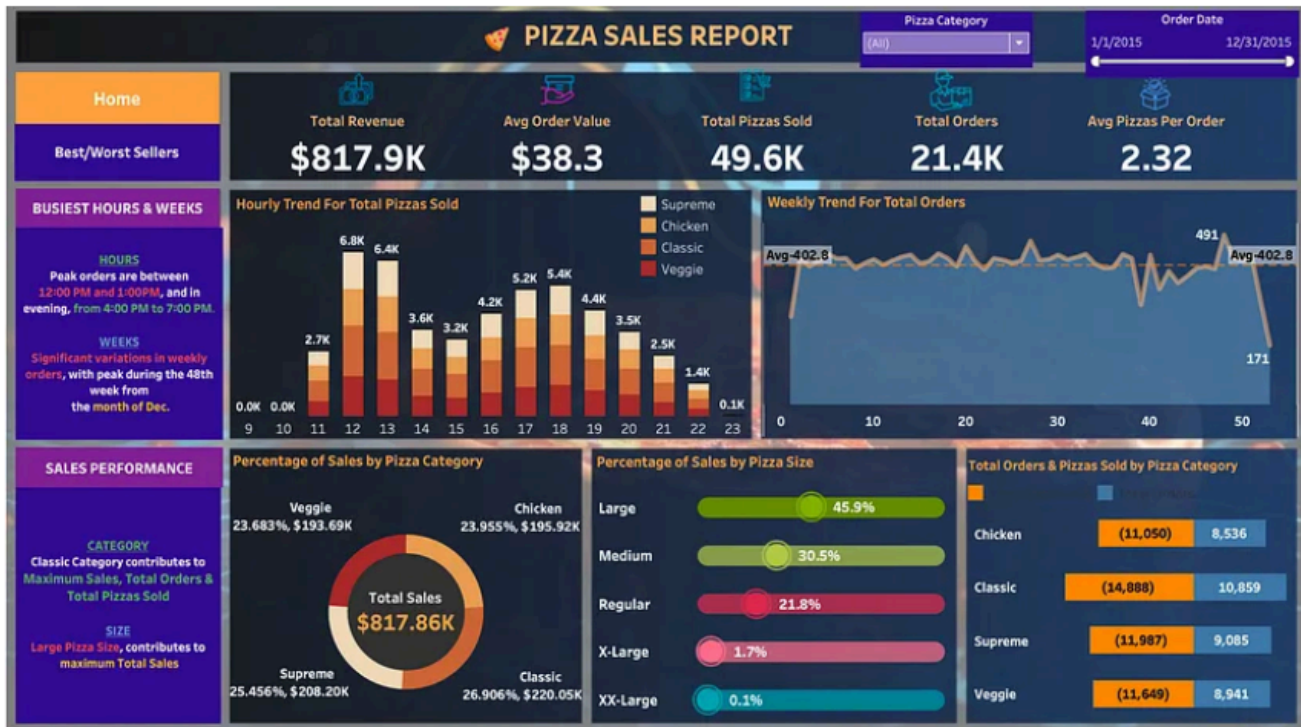 PIZZA SALES REPORT
Pizza Category
(All)
Order Date
1/1/2015
12/31/2015
Home
Best/Worst Sellers
Total Revenue
$817.9K
Avg Order Value
$38.3
Total Pizzas Sold
49.6K
Total Orders
21.4K
Avg Pizzas Per Order
2.32
BUSIEST HOURS & WEEKS
HOURS
Peak orders are between
12:00 PM and 1:00PM, and in
evening, from 4:00 PM to 7:00 PM.
WEEKS
Significant variations in weekly
orders, with peak during the 48th
week from
the month of Dec.
Hourly Trend For Total Pizzas Sold
Supreme
Chicken
Classic
Veggie
0.0K 0.0K 2.7K 6.8K 6.4K 3.6K 3.2K 4.2K 5.2K 5.4K 4.4K 3.5K 2.5K 1.4K 0.1K
9 10 11 12 13 14 15 16 17 18 19 20 21 22 23
Weekly Trend For Total Orders
491
Avg-402.8
Avg-402.8
171
0 10 20 30 40 50
SALES PERFORMANCE
CATEGORY
Classic Category contributes to
Maximum Sales, Total Orders &
Total Pizzas Sold
SIZE
Large Pizza Size, contributes to
maximum Total Sales
Percentage of Sales by Pizza Category
Veggie
23.683%, $193.69K
Chicken
23.955%, $195.92K
Total Sales
$817.86K
Supreme
25.456%, $208.20K
Classic
26.906%, $220.05K
Percentage of Sales by Pizza Size
Large 45.9%
Medium 30.5%
Regular 21.8%
X-Large 1.7%
XX-Large 0.1%
Total Orders & Pizzas Sold by Pizza Category
Chicken (11,050) 8,536
Classic (14,888) 10,859
Supreme (11,987) 9,085
Veggie (11,649) 8,941